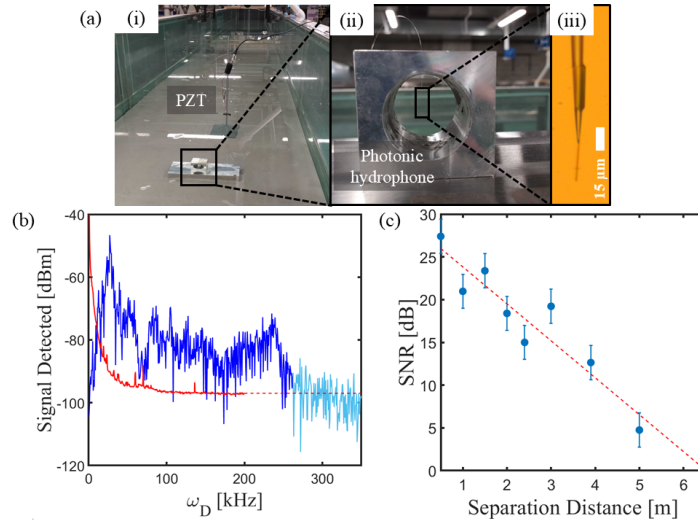 (a) (i) (ii) (iii)
PZT
Photonic
hydrophone
15 μm
(b) (c)
Signal Detected [dBm]
-40
-60
-80
-100
-120
0 100 200 300
ω_D [kHz]
SNR [dB]
30
25
20
15
10
5
0
1 2 3 4 5 6
Separation Distance [m]